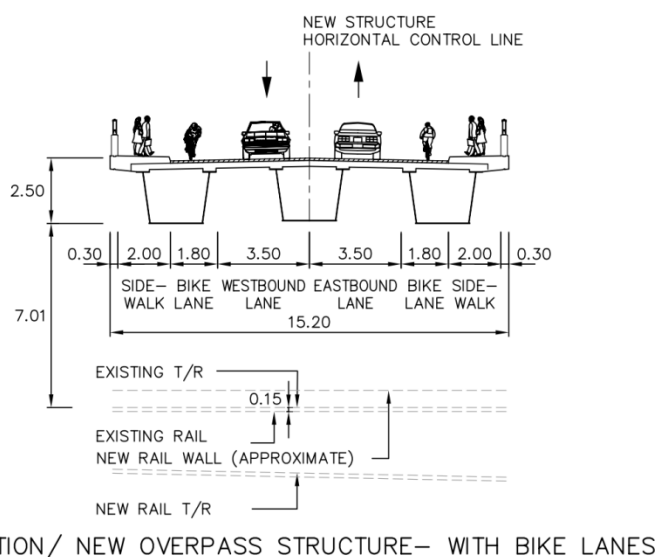 NEW STRUCTURE
HORIZONTAL CONTROL LINE
2.50
0.30 2.00 1.80 3.50 3.50 1.80 2.00 0.30
SIDE– BIKE WESTBOUND EASTBOUND BIKE SIDE–
WALK LANE LANE LANE LANE WALK
7.01
15.20
EXISTING T/R
0.15
EXISTING RAIL
NEW RAIL WALL (APPROXIMATE)
NEW RAIL T/R
TION/ NEW OVERPASS STRUCTURE– WITH BIKE LANES